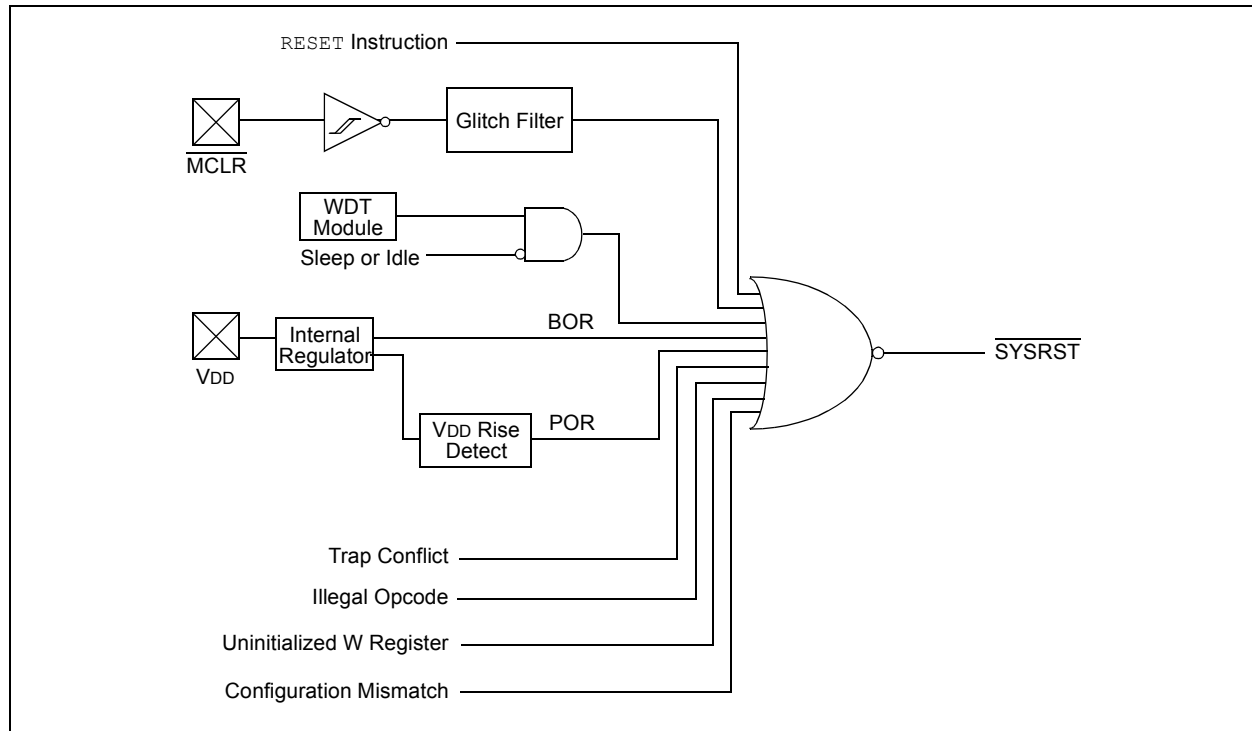 RESET Instruction
Glitch Filter
MCLR
WDT
Module
Sleep or Idle
BOR
Internal
Regulator
VDD
SYSRST
VDD Rise
Detect
POR
Trap Conflict
Illegal Opcode
Uninitialized W Register
Configuration Mismatch